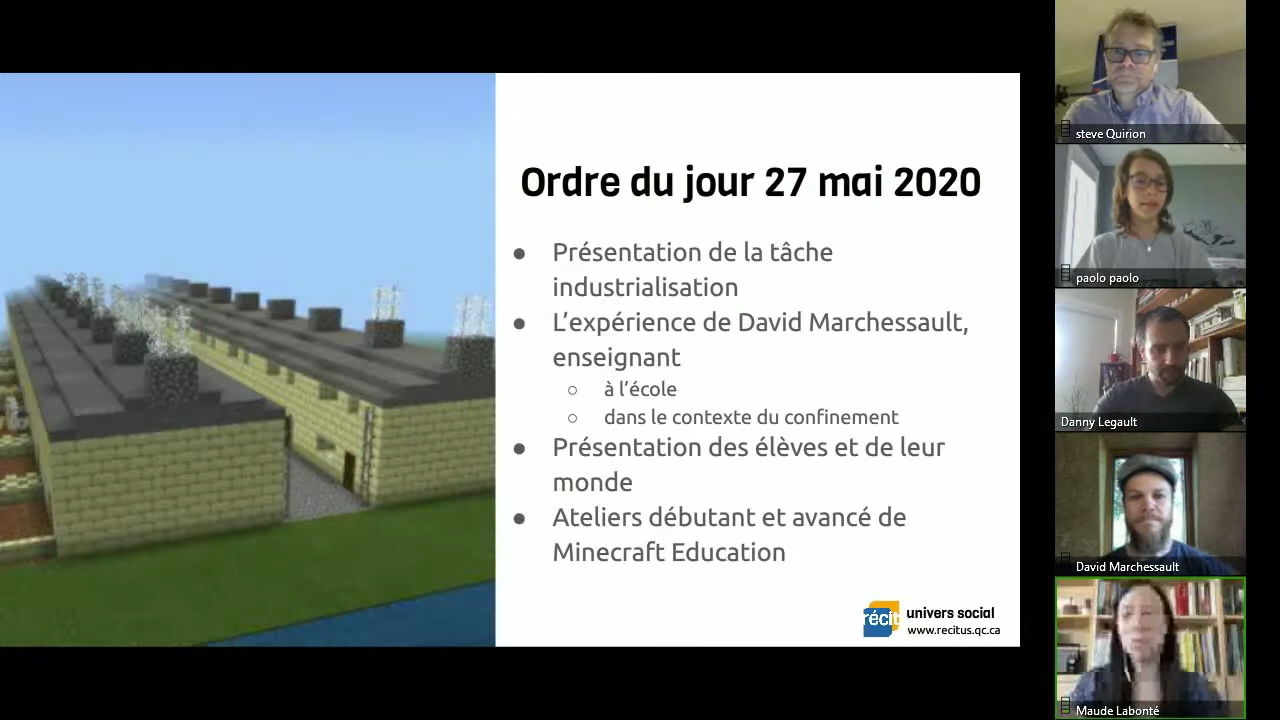 Ordre du jour 27 mai 2020
● Présentation de la tâche
industrialisation
● L'expérience de David Marchessault,
enseignant
○ à l'école
○ dans le contexte du confinement
● Présentation des élèves et de leur
monde
● Ateliers débutant et avancé de
Minecraft Education
récit
univers social
www.recitus.qc.ca
steve Quirion
paolo paolo
Danny Legault
David Marchessault
Maude Labonté